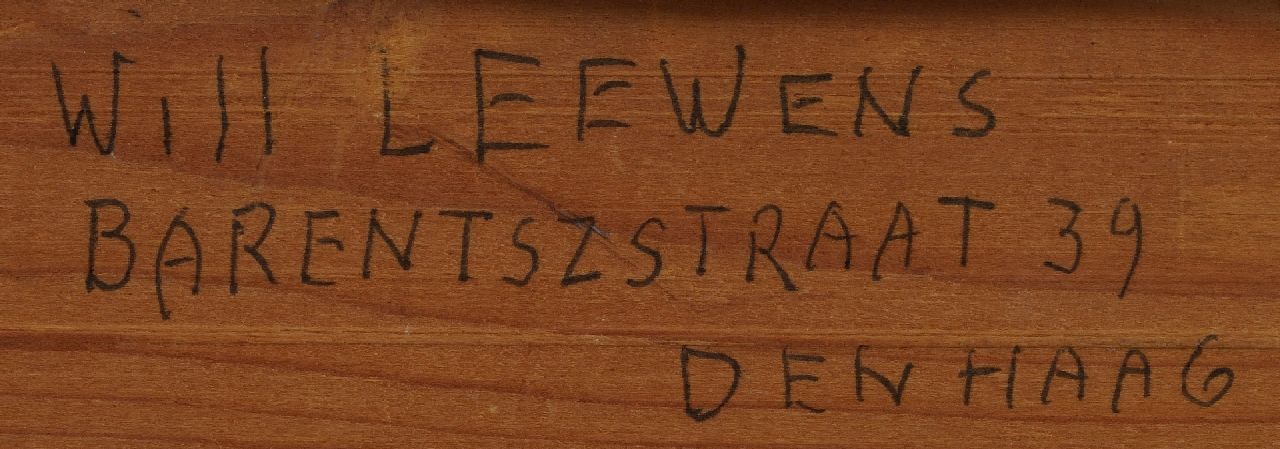 Will LEEWENS
BARENTSZSTRAAT 39
DEN HAAG